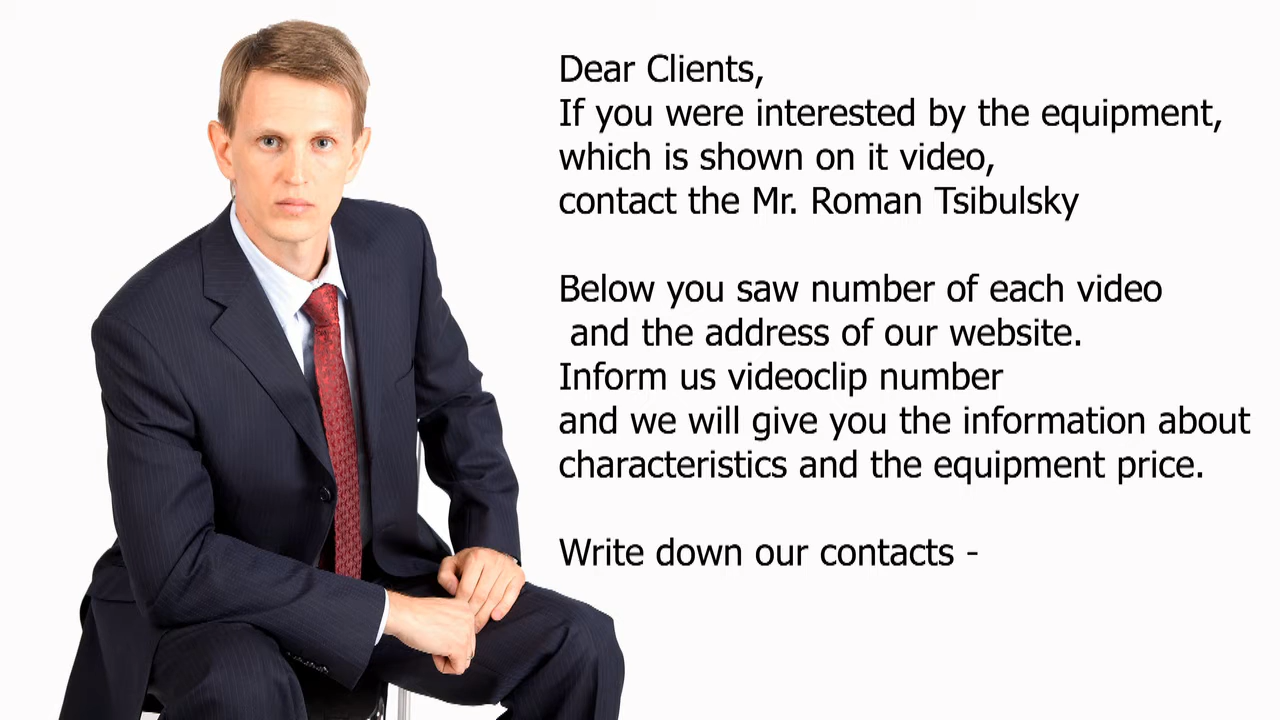 Dear Clients,
If you were interested by the equipment,
which is shown on it video,
contact the Mr. Roman Tsibulsky
Below you saw number of each video
and the address of our website.
Inform us videoclip number
and we will give you the information about
characteristics and the equipment price.
Write down our contacts -